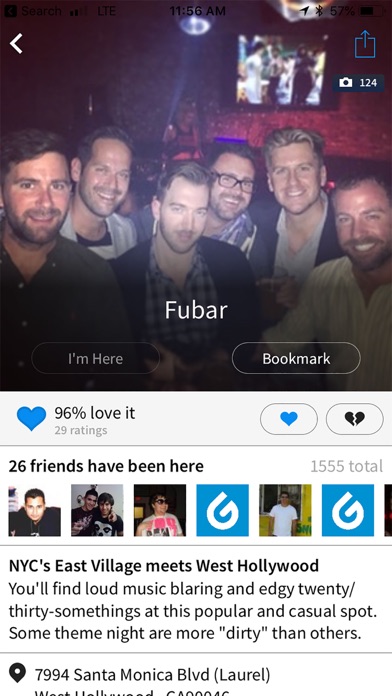 Search LTE 11:56 AM 57%
124
Fubar
I'm Here Bookmark
96% love it
29 ratings
26 friends have been here 1555 total
NYC's East Village meets West Hollywood
You'll find loud music blaring and edgy twenty/
thirty-somethings at this popular and casual spot.
Some theme night are more "dirty" than others.
7994 Santa Monica Blvd (Laurel)
West Hollywood, CA90046